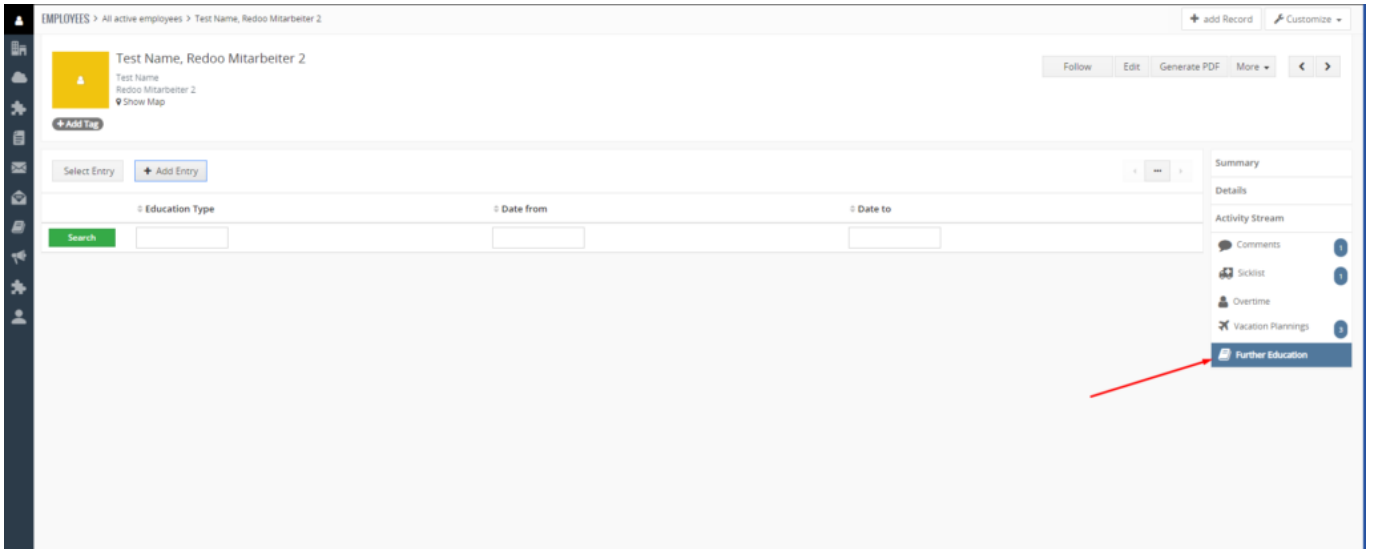 EMPLOYEES > All active employees > Test Name, Redoo Mitarbeiter 2
+ add Record
Customize
Test Name, Redoo Mitarbeiter 2
Test Name
Redoo Mitarbeiter 2
Show Map
+ Add Tag
Follow
Edit
Generate PDF
More
Select Entry
+ Add Entry
Education Type
Date from
Date to
Search
Summary
Details
Activity Stream
Comments 1
Sicklist 1
Overtime
Vacation Plannings 3
Further Education